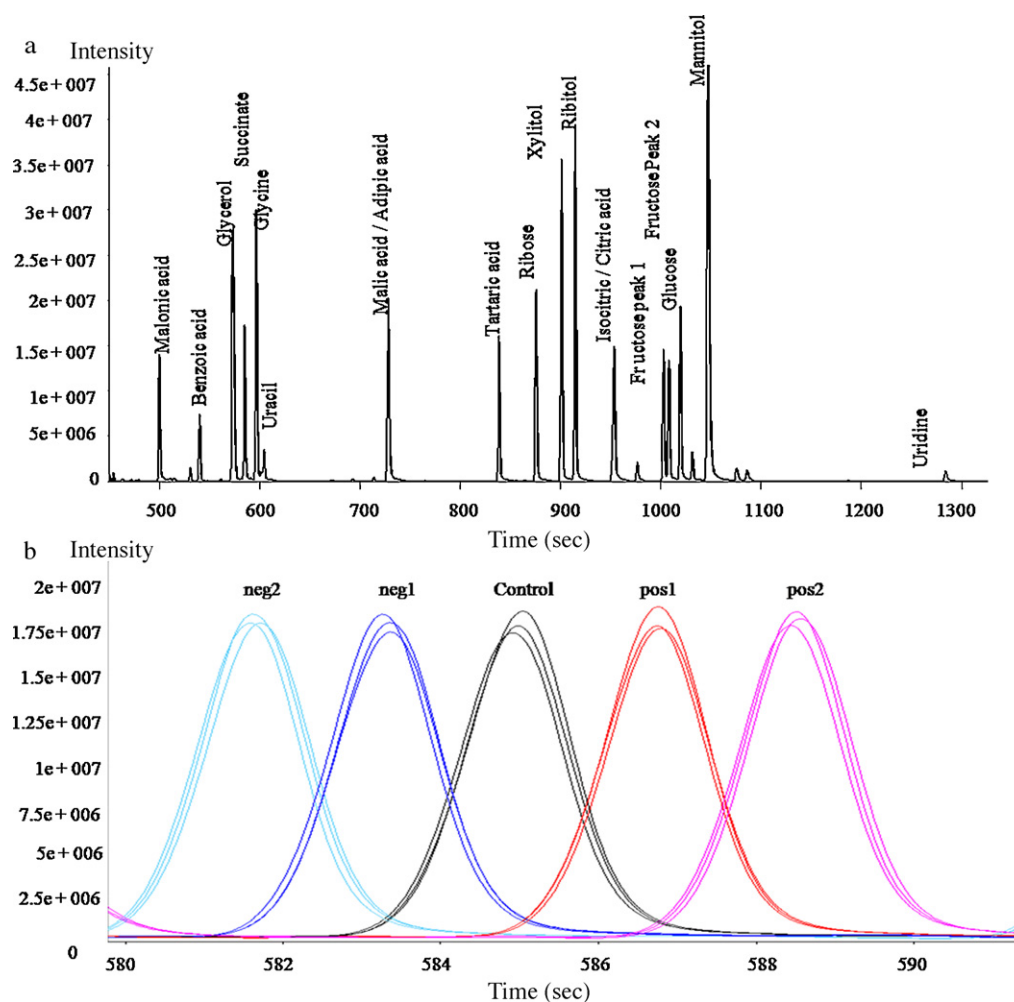 a
Intensity
4.5e+007
4e+007
3.5e+007
3e+007
2.5e+007
2e+007
1.5e+007
1e+007
5e+006
0
Malonic acid
Benzoic acid
Glycerol
Succinate
Glycine
Uracil
Malic acid / Adipic acid
Tartaric acid
Ribose
Xylitol
Ribitol
Isocitric / Citric acid
Fructose peak 1
Fructose Peak 2
Glucose
Mannitol
Uridine
500 600 700 800 900 1000 1100 1200 1300
Time (sec)
b
Intensity
neg2 neg1 Control pos1 pos2
2e+007
1.75e+007
1.5e+007
1.25e+007
1e+007
7.5e+006
5e+006
2.5e+006
0
580 582 584 586 588 590
Time (sec)